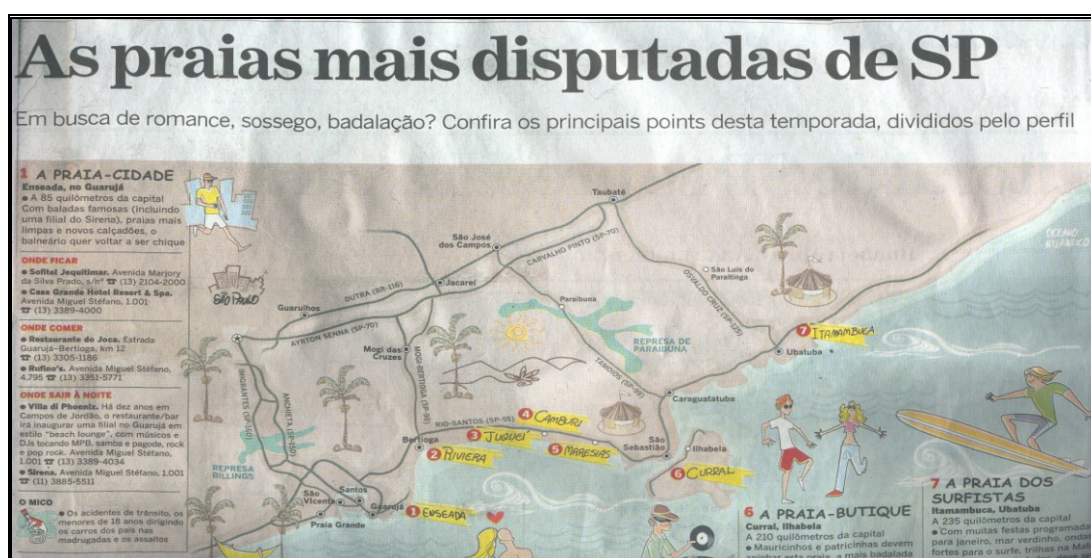 As praias mais disputadas de SP
Em busca de romance, sossego, badalação? Confira os principais points desta temporada, divididos pelo perfil
1 A PRAIA-CIDADE
Enseada, no Guarujá
● A 85 quilômetros da capital
Com baladas famosas (incluindo
uma filial do Sirena), praias mais
limpas e novos calçadões, o
balneário quer voltar a ser chique
ONDE FICAR
● Sofitel Jequitimar. Avenida Marjory
da Silva Prado, s/nº ☎ (13) 2104-2000
● Casa Grande Hotel Resort & Spa.
Avenida Miguel Stéfano, 1.001
☎ (13) 3389-4000
ONDE COMER
● Restaurante do Joca. Estrada
Guarujá-Bertioga, km 12
☎ (13) 3305-1186
● Rufino's. Avenida Miguel Stéfano,
4.795 ☎ (13) 3351-5771
ONDE SAIR À NOITE
● Villa di Phoenix. Há dez anos em
Campos de Jordão, o restaurante/bar
irá inaugurar uma filial no Guarujá em
estilo "beach lounge", com músicos e
DJs tocando MPB, samba e pagode, rock
e pop rock. Avenida Miguel Stéfano,
1.001 ☎ (13) 3389-4034
● Sirena. Avenida Miguel Stéfano, 1.001
☎ (11) 3885-5511
O MICO
● Os acidentes de trânsito, os
menores de 18 anos dirigindo
os carros dos pais nas
madrugadas e os assaltos
Taubaté
São José
dos Campos
CARVALHO PINTO (SP-70)
OCEANO
ATLÂNTICO
São Luis do
Paraitinga
OSVALDO CRUZ (SP-125)
SÃO PAULO
DUTRA (BR-116)
Jacareí
Guarulhos
Paraibuna
AYRTON SENNA (SP-70)
REPRESA DE
PARAIBUNA
7 ITAMAMBUCA
Ubatuba
Mogi das
Cruzes
MOGI-BERTIOGA (SP-98)
TAMOIOS (SP-99)
IMIGRANTES (SP-160)
ANCHIETA (SP-150)
Caraguatatuba
RIO-SANTOS (SP-55)
4 CAMBURI
3 JUQUEI
5 MARESIAS
Bertioga
2 RIVIERA
São
Sebastião
Ilhabela
6 CURRAL
REPRESA
BILLINGS
São
Vicente
Santos
Guarujá
1 ENSEADA
Praia Grande
6 A PRAIA-BUTIQUE
Curral, Ilhabela
A 210 quilômetros da capital
● Mauricinhos e patricinhas devem
esta praia, a mais badalada
7 A PRAIA DOS
SURFISTAS
Itamambuca, Ubatuba
A 235 quilômetros da capital
● Com muitas festas programada
para janeiro, mar verdinho, onda
fortes para o surfe, trilhas na